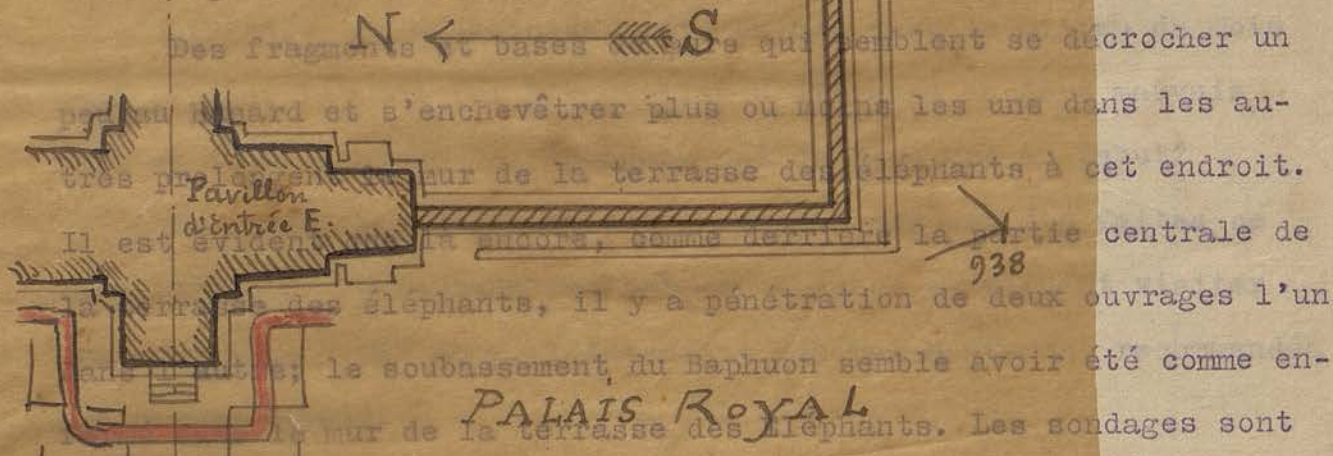 N S
Des fragments et bases qui semblent se décrocher un
peu au hasard et s'enchevêtrer plus ou moins les uns dans les au-
tres prolongent mur de la terrasse des éléphants à cet endroit.
Pavillon
d'Entrée E.
Il est évident là encore, comme derrière la partie centrale de
938
la terrasse des éléphants, il y a pénétration de deux ouvrages l'un
dans l'autre; le soubassement du Baphuon semble avoir été comme en-
PALAIS ROYAL
le mur de la terrasse des éléphants. Les sondages sont